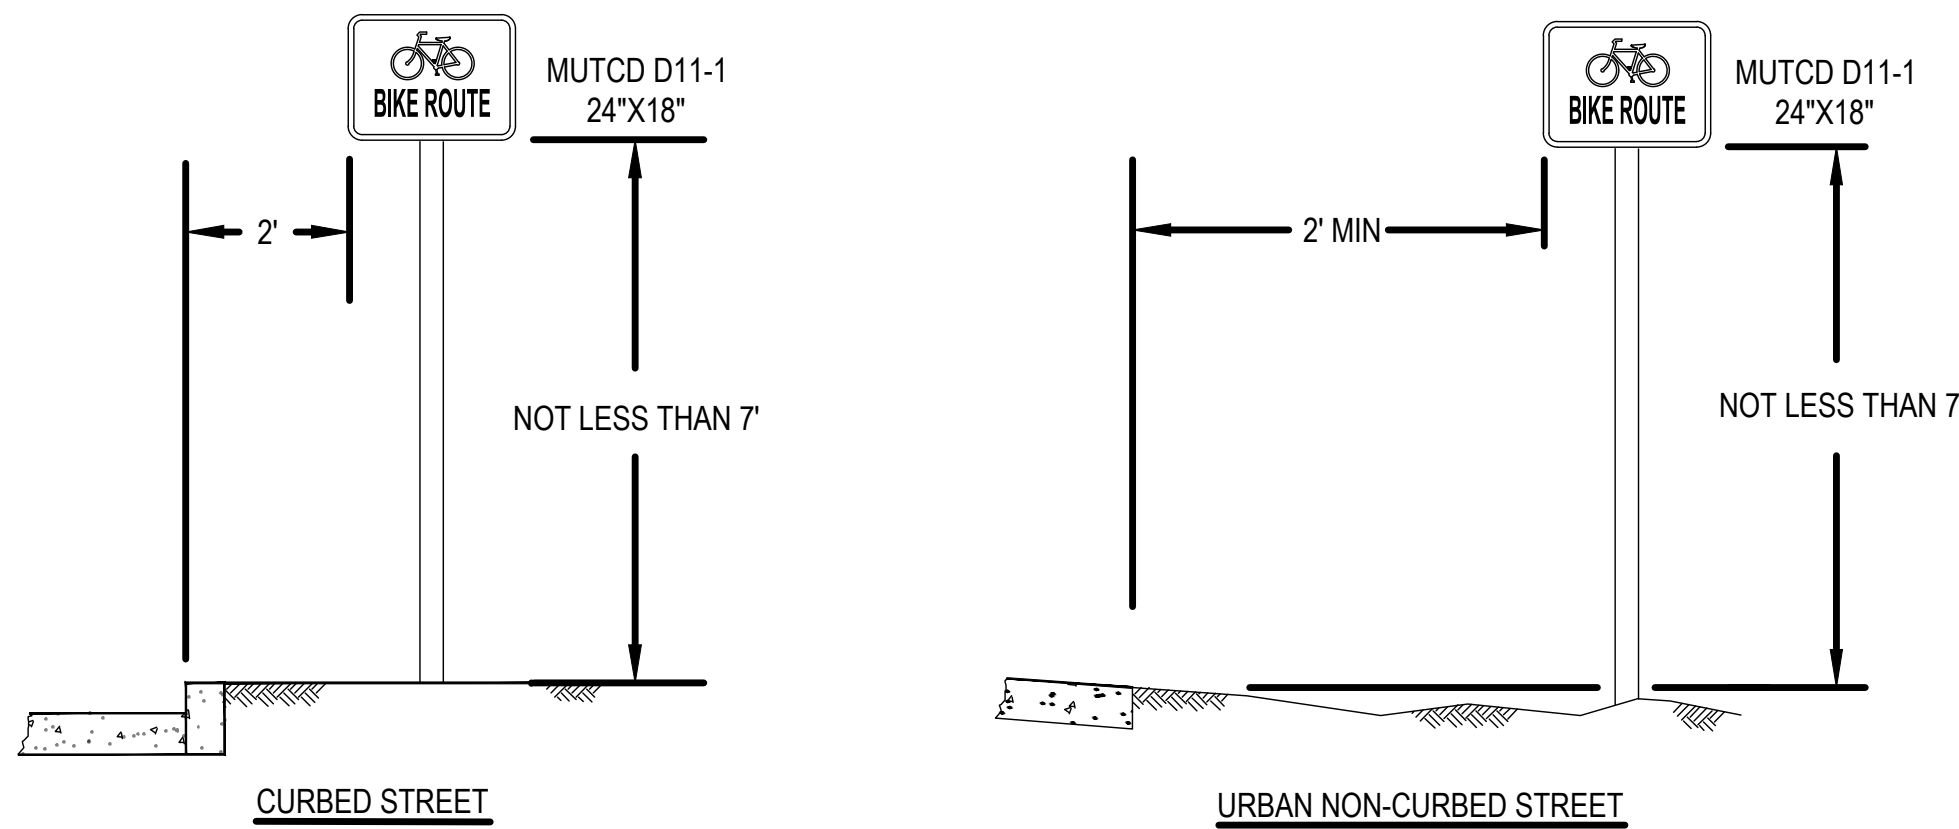 BIKE ROUTE
MUTCD D11-1
24"X18"
2'
NOT LESS THAN 7'
CURBED STREET
BIKE ROUTE
MUTCD D11-1
24"X18"
2' MIN
NOT LESS THAN 7
URBAN NON-CURBED STREET